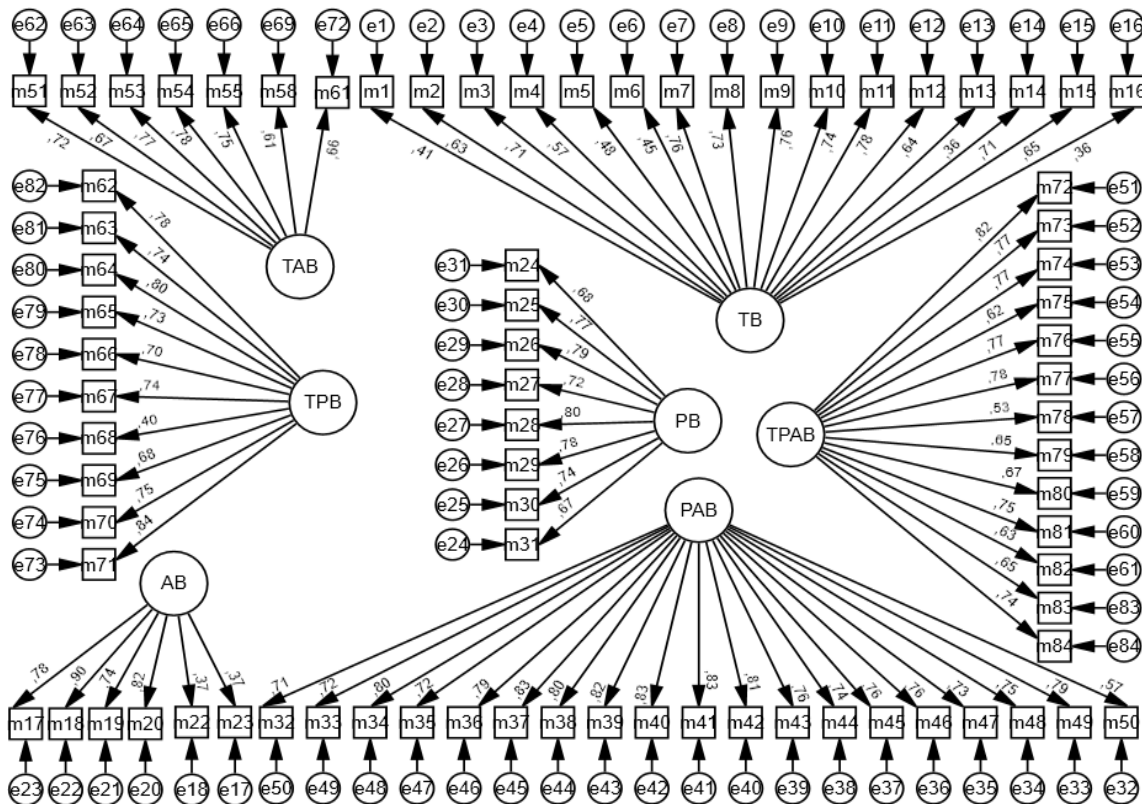 e62 e63 e64 e65 e66 e69 e72 e1 e2 e3 e4 e5 e6 e7 e8 e9 e10 e11 e12 e13 e14 e15 e16
m51 m52 m53 m54 m55 m58 m61 m1 m2 m3 m4 m5 m6 m7 m8 m9 m10 m11 m12 m13 m14 m15 m16
,72 ,67 ,77 ,78 ,75 ,61 ,66 ,41 ,63 ,71 ,57 ,48 ,45 ,76 ,73 ,76 ,74 ,78 ,64 ,36 ,71 ,65 ,36
TAB
TB
e82 m62 ,78
e81 m63 ,74
e80 m64 ,80
e79 m65 ,73
e78 m66 ,70
e77 m67 ,74
e76 m68 ,40
e75 m69 ,68
e74 m70 ,75
e73 m71 ,84
TPB
e31 m24 ,68
e30 m25 ,77
e29 m26 ,79
e28 m27 ,72
e27 m28 ,80
e26 m29 ,78
e25 m30 ,74
e24 m31 ,67
PB
TPAB
,82 m72 e51
,77 m73 e52
,77 m74 e53
,62 m75 e54
,77 m76 e55
,78 m77 e56
,53 m78 e57
,65 m79 e58
,67 m80 e59
,75 m81 e60
,63 m82 e61
,65 m83 e83
,74 m84 e84
AB
PAB
,78 ,90 ,74 ,82 ,37 ,37 ,71 ,72 ,80 ,72 ,79 ,83 ,80 ,82 ,83 ,83 ,81 ,76 ,74 ,76 ,76 ,73 ,75 ,79 ,57
m17 m18 m19 m20 m22 m23 m32 m33 m34 m35 m36 m37 m38 m39 m40 m41 m42 m43 m44 m45 m46 m47 m48 m49 m50
e23 e22 e21 e20 e18 e17 e50 e49 e48 e47 e46 e45 e44 e43 e42 e41 e40 e39 e38 e37 e36 e35 e34 e33 e32